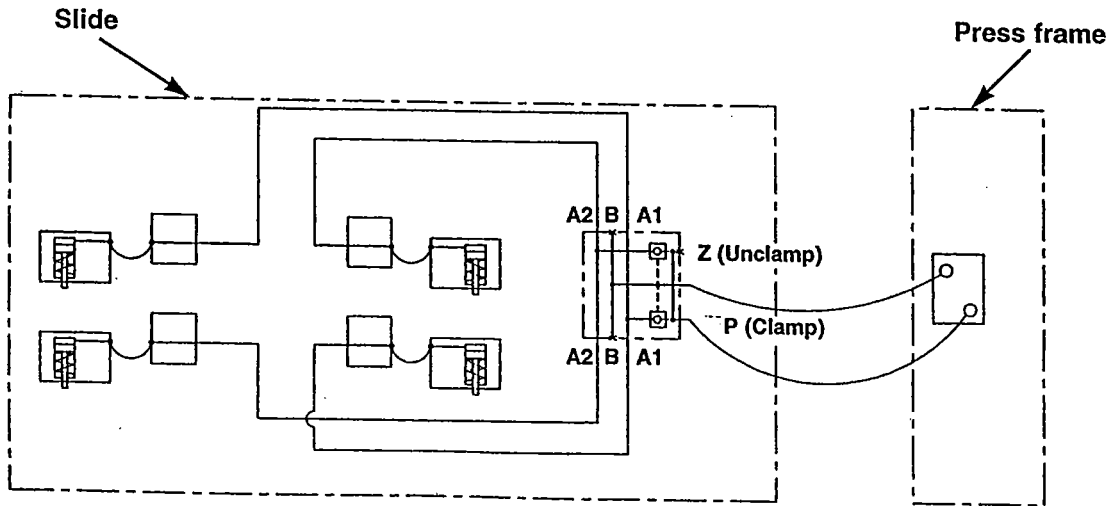 Slide
Press frame
A2 B A1
Z (Unclamp)
P (Clamp)
A2 B A1